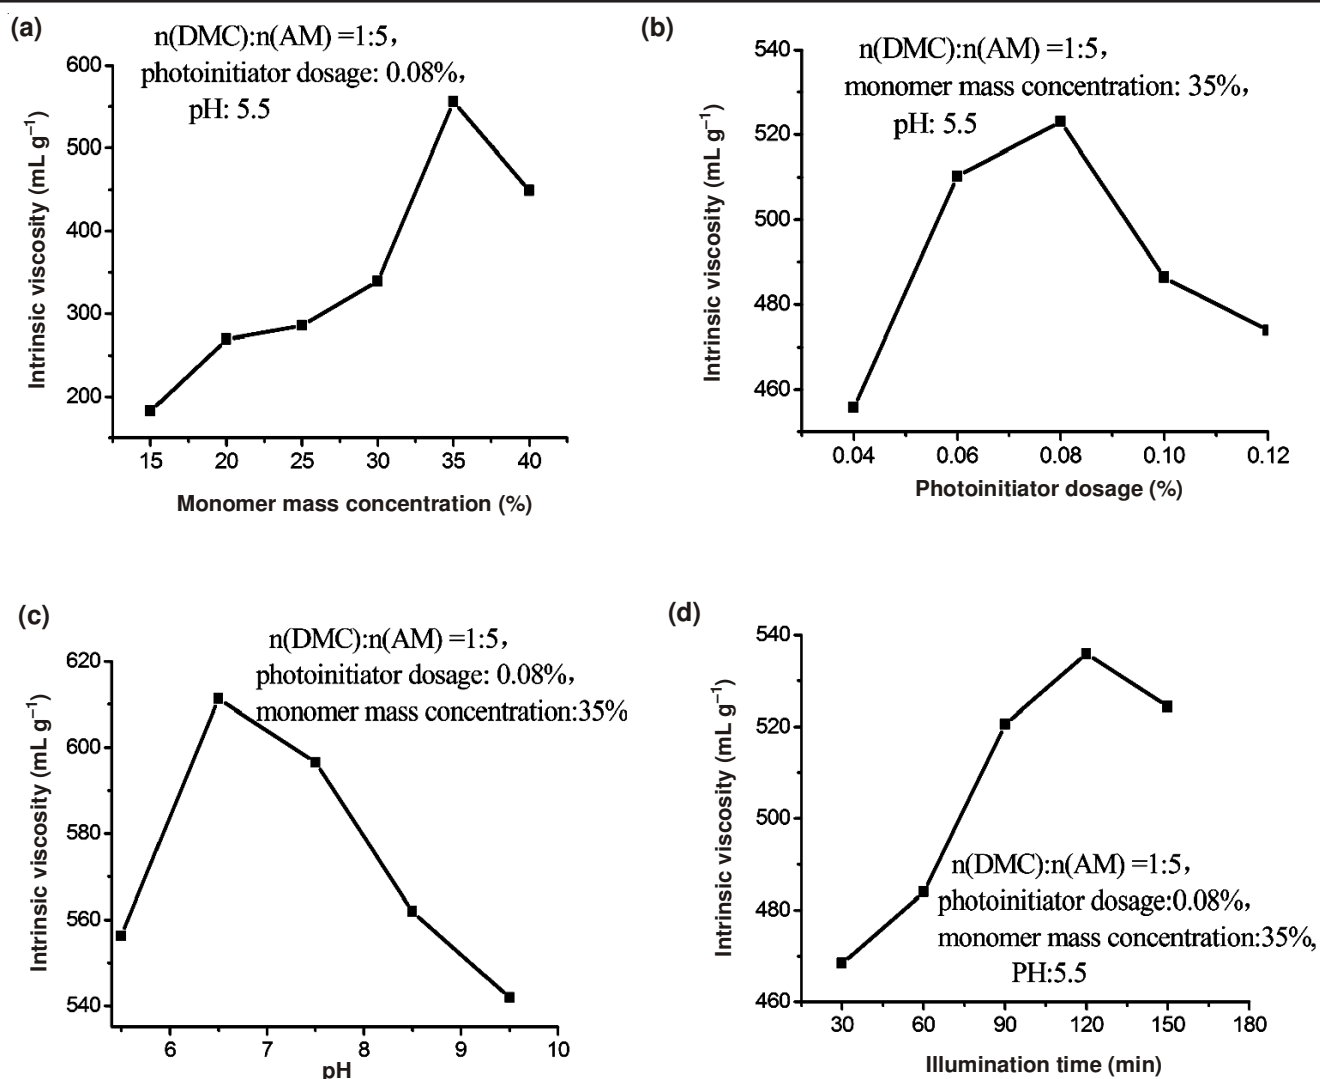 (a)
n(DMC):n(AM) =1:5,
photoinitiator dosage: 0.08%,
pH: 5.5
600
500
400
300
200
Intrinsic viscosity (mL g⁻¹)
15 20 25 30 35 40
Monomer mass concentration (%)
(b)
n(DMC):n(AM) =1:5,
monomer mass concentration: 35%,
pH: 5.5
540
520
500
480
460
Intrinsic viscosity (mL g⁻¹)
0.04 0.06 0.08 0.10 0.12
Photoinitiator dosage (%)
(c)
n(DMC):n(AM) =1:5,
photoinitiator dosage: 0.08%,
monomer mass concentration:35%
620
600
580
560
540
Intrinsic viscosity (mL g⁻¹)
6 7 8 9 10
pH
(d)
540
520
500
480
460
Intrinsic viscosity (mL g⁻¹)
n(DMC):n(AM) =1:5,
photoinitiator dosage:0.08%,
monomer mass concentration:35%,
PH:5.5
30 60 90 120 150 180
Illumination time (min)